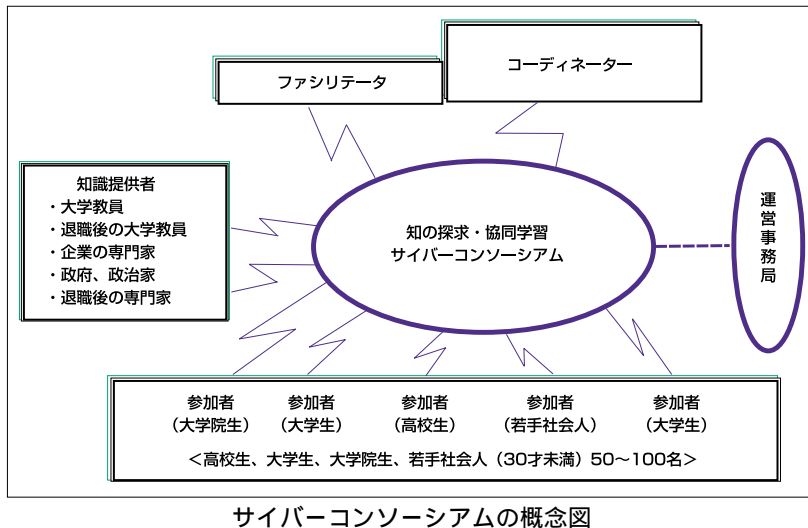 ファシリテータ
コーディネーター
知識提供者
・大学教員
・退職後の大学教員
・企業の専門家
・政府、政治家
・退職後の専門家
知の探求・協同学習
サイバーコンソーシアム
運営事務局
参加者 参加者 参加者 参加者 参加者
（大学院生） （大学生） （高校生） （若手社会人） （大学生）
＜高校生、大学生、大学院生、若手社会人（30才未満）50〜100名＞
サイバーコンソーシアムの概念図